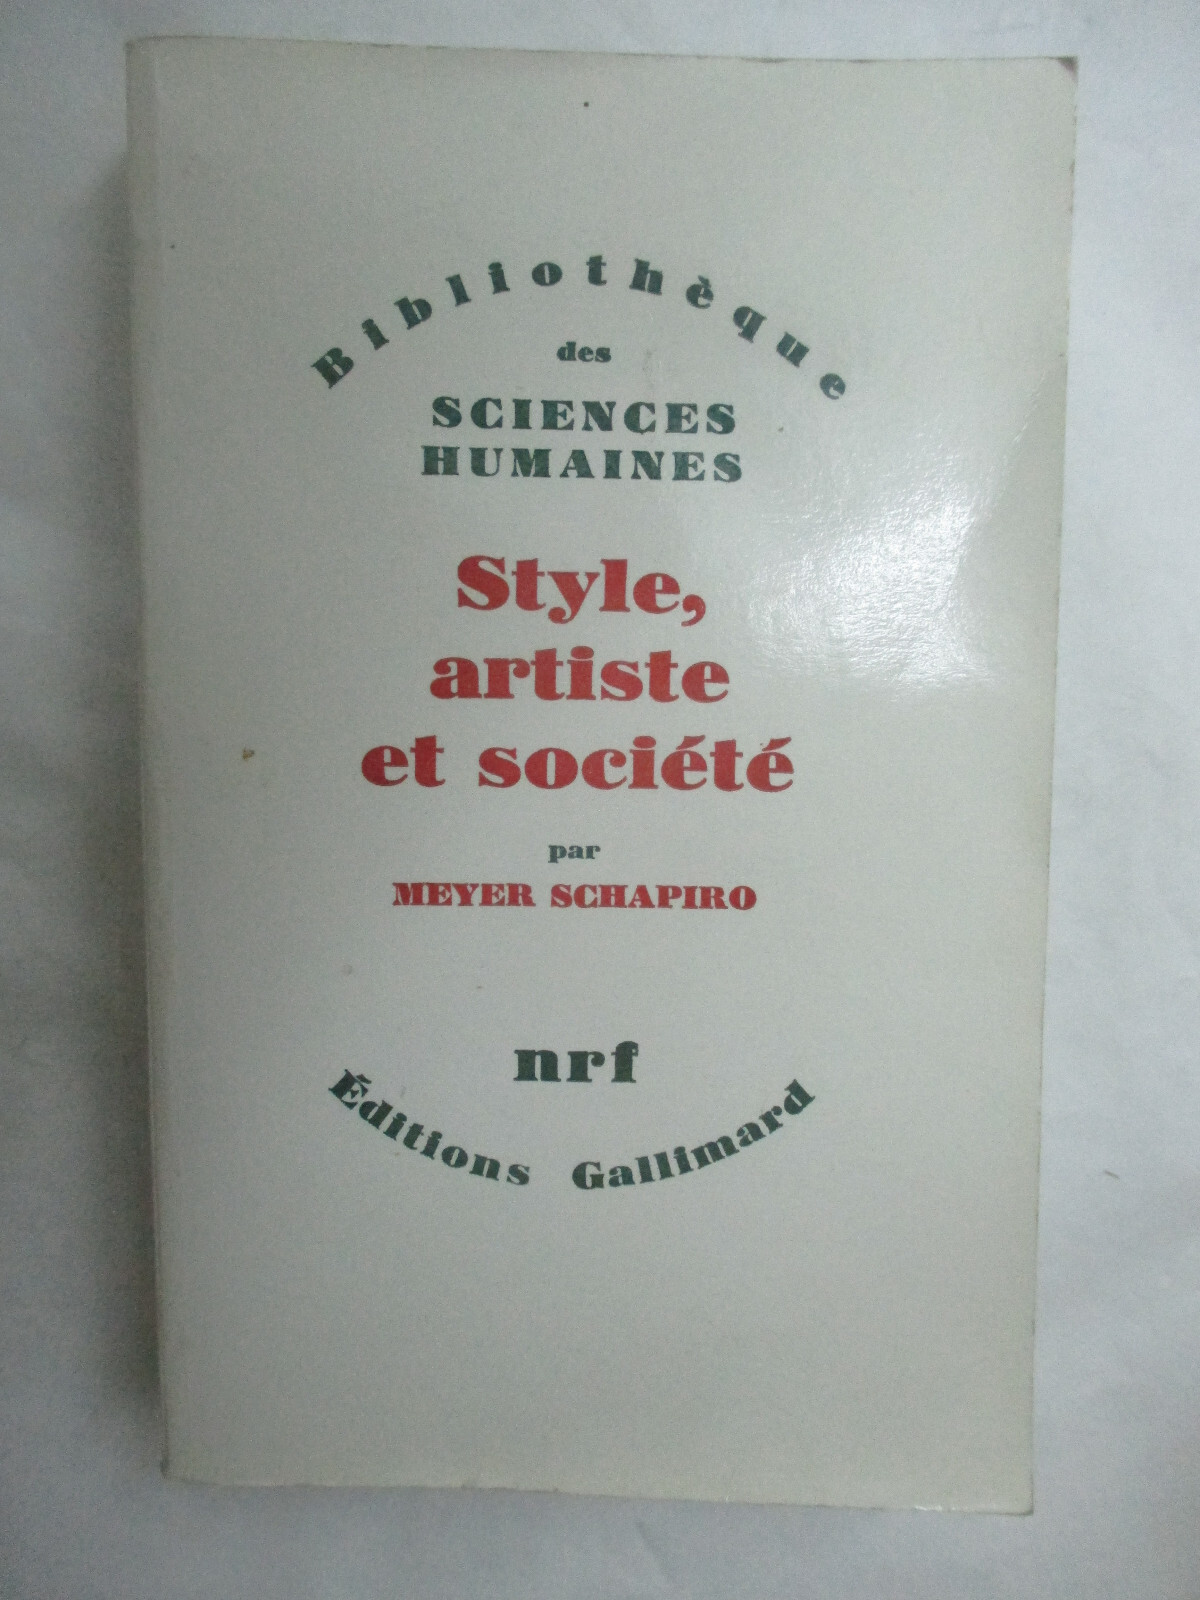 Bibliothèque
des
SCIENCES
HUMAINES
Style,
artiste
et société
par
MEYER SCHAPIRO
nrf
Éditions Gallimard